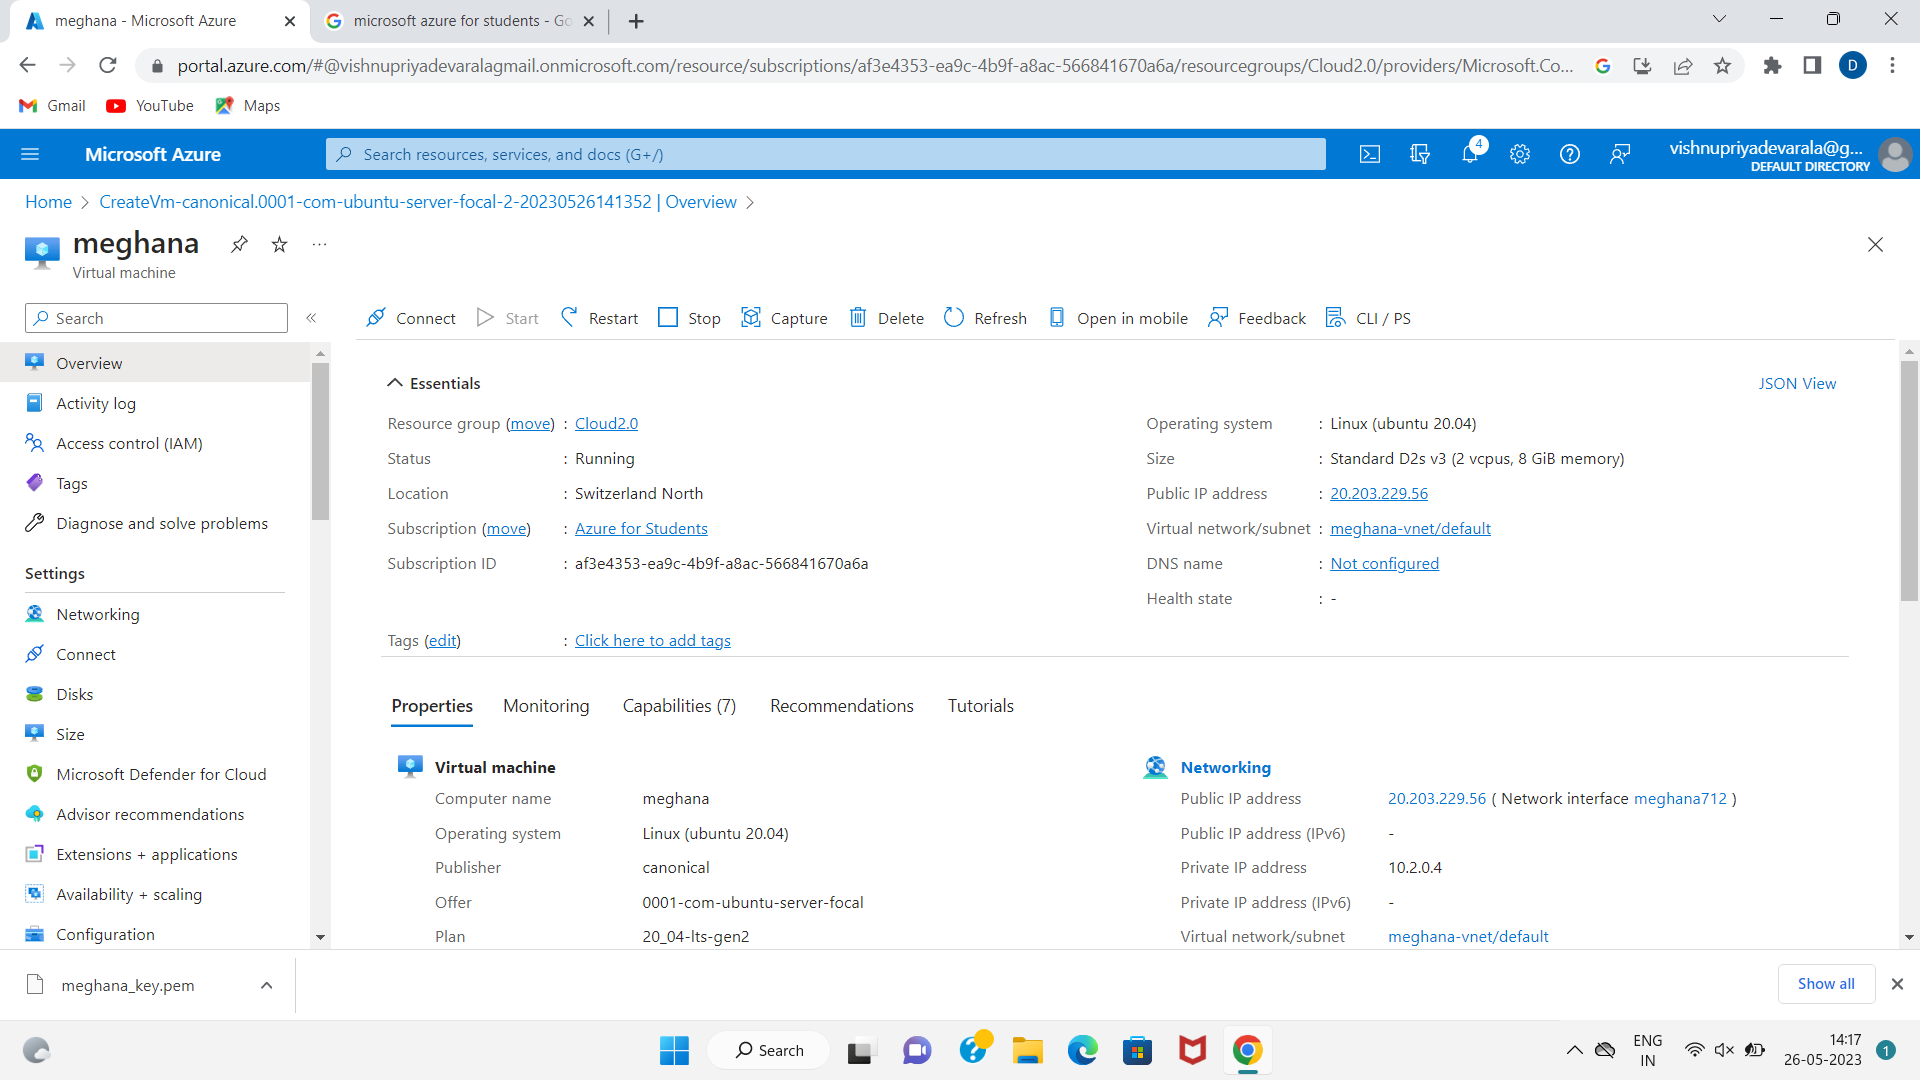 meghana - Microsoft Azure
microsoft azure for students - Go
portal.azure.com/#@vishnupriyadevaralagmail.onmicrosoft.com/resource/subscriptions/af3e4353-ea9c-4b9f-a8ac-566841670a6a/resourcegroups/Cloud2.0/providers/Microsoft.Co...
D
Gmail
YouTube
Maps
Microsoft Azure
Search resources, services, and docs (G+/)
4
vishnupriyadevarala@g...
DEFAULT DIRECTORY
Home > CreateVm-canonical.0001-com-ubuntu-server-focal-2-20230526141352 | Overview >
meghana
Virtual machine
Search
Connect
Start
Restart
Stop
Capture
Delete
Refresh
Open in mobile
Feedback
CLI / PS
Overview
Activity log
Access control (IAM)
Tags
Diagnose and solve problems
Settings
Networking
Connect
Disks
Size
Microsoft Defender for Cloud
Advisor recommendations
Extensions + applications
Availability + scaling
Configuration
Essentials
JSON View
Resource group (move) : Cloud2.0
Status : Running
Location : Switzerland North
Subscription (move) : Azure for Students
Subscription ID : af3e4353-ea9c-4b9f-a8ac-566841670a6a
Operating system : Linux (ubuntu 20.04)
Size : Standard D2s v3 (2 vcpus, 8 GiB memory)
Public IP address : 20.203.229.56
Virtual network/subnet : meghana-vnet/default
DNS name : Not configured
Health state : -
Tags (edit) : Click here to add tags
Properties
Monitoring
Capabilities (7)
Recommendations
Tutorials
Virtual machine
Computer name meghana
Operating system Linux (ubuntu 20.04)
Publisher canonical
Offer 0001-com-ubuntu-server-focal
Plan 20_04-lts-gen2
Networking
Public IP address 20.203.229.56 ( Network interface meghana712 )
Public IP address (IPv6) -
Private IP address 10.2.0.4
Private IP address (IPv6) -
Virtual network/subnet meghana-vnet/default
meghana_key.pem
Show all
Search
ENG
IN
14:17
26-05-2023
1